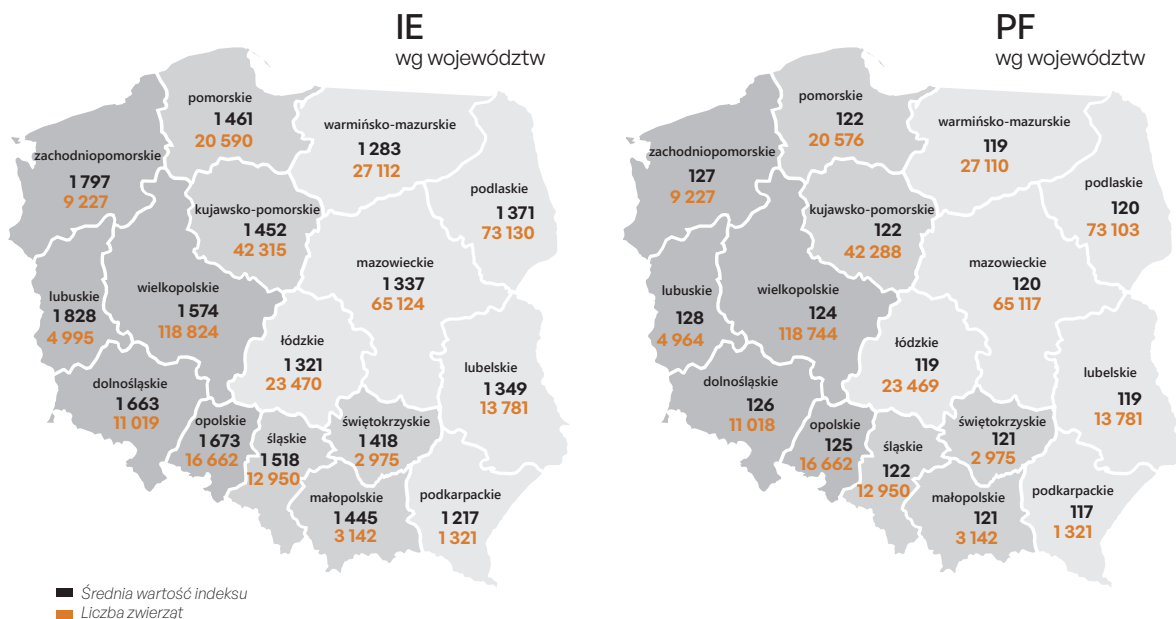 IE
wg województw
pomorskie
1 461
20 590
warmińsko-mazurskie
1 283
27 112
zachodniopomorskie
1 797
9 227
podlaskie
1 371
73 130
kujawsko-pomorskie
1 452
42 315
mazowieckie
1 337
65 124
lubuskie
1 828
4 995
wielkopolskie
1 574
118 824
łódzkie
1 321
23 470
lubelskie
1 349
13 781
dolnośląskie
1 663
11 019
opolskie
1 673
16 662
śląskie
1 518
12 950
świętokrzyskie
1 418
2 975
małopolskie
1 445
3 142
podkarpackie
1 217
1 321
Średnia wartość indeksu
Liczba zwierząt
PF
wg województw
pomorskie
122
20 576
warmińsko-mazurskie
119
27 110
zachodniopomorskie
127
9 227
podlaskie
120
73 103
kujawsko-pomorskie
122
42 288
mazowieckie
120
65 117
lubuskie
128
4 964
wielkopolskie
124
118 744
łódzkie
119
23 469
lubelskie
119
13 781
dolnośląskie
126
11 018
opolskie
125
16 662
śląskie
122
12 950
świętokrzyskie
121
2 975
małopolskie
121
3 142
podkarpackie
117
1 321